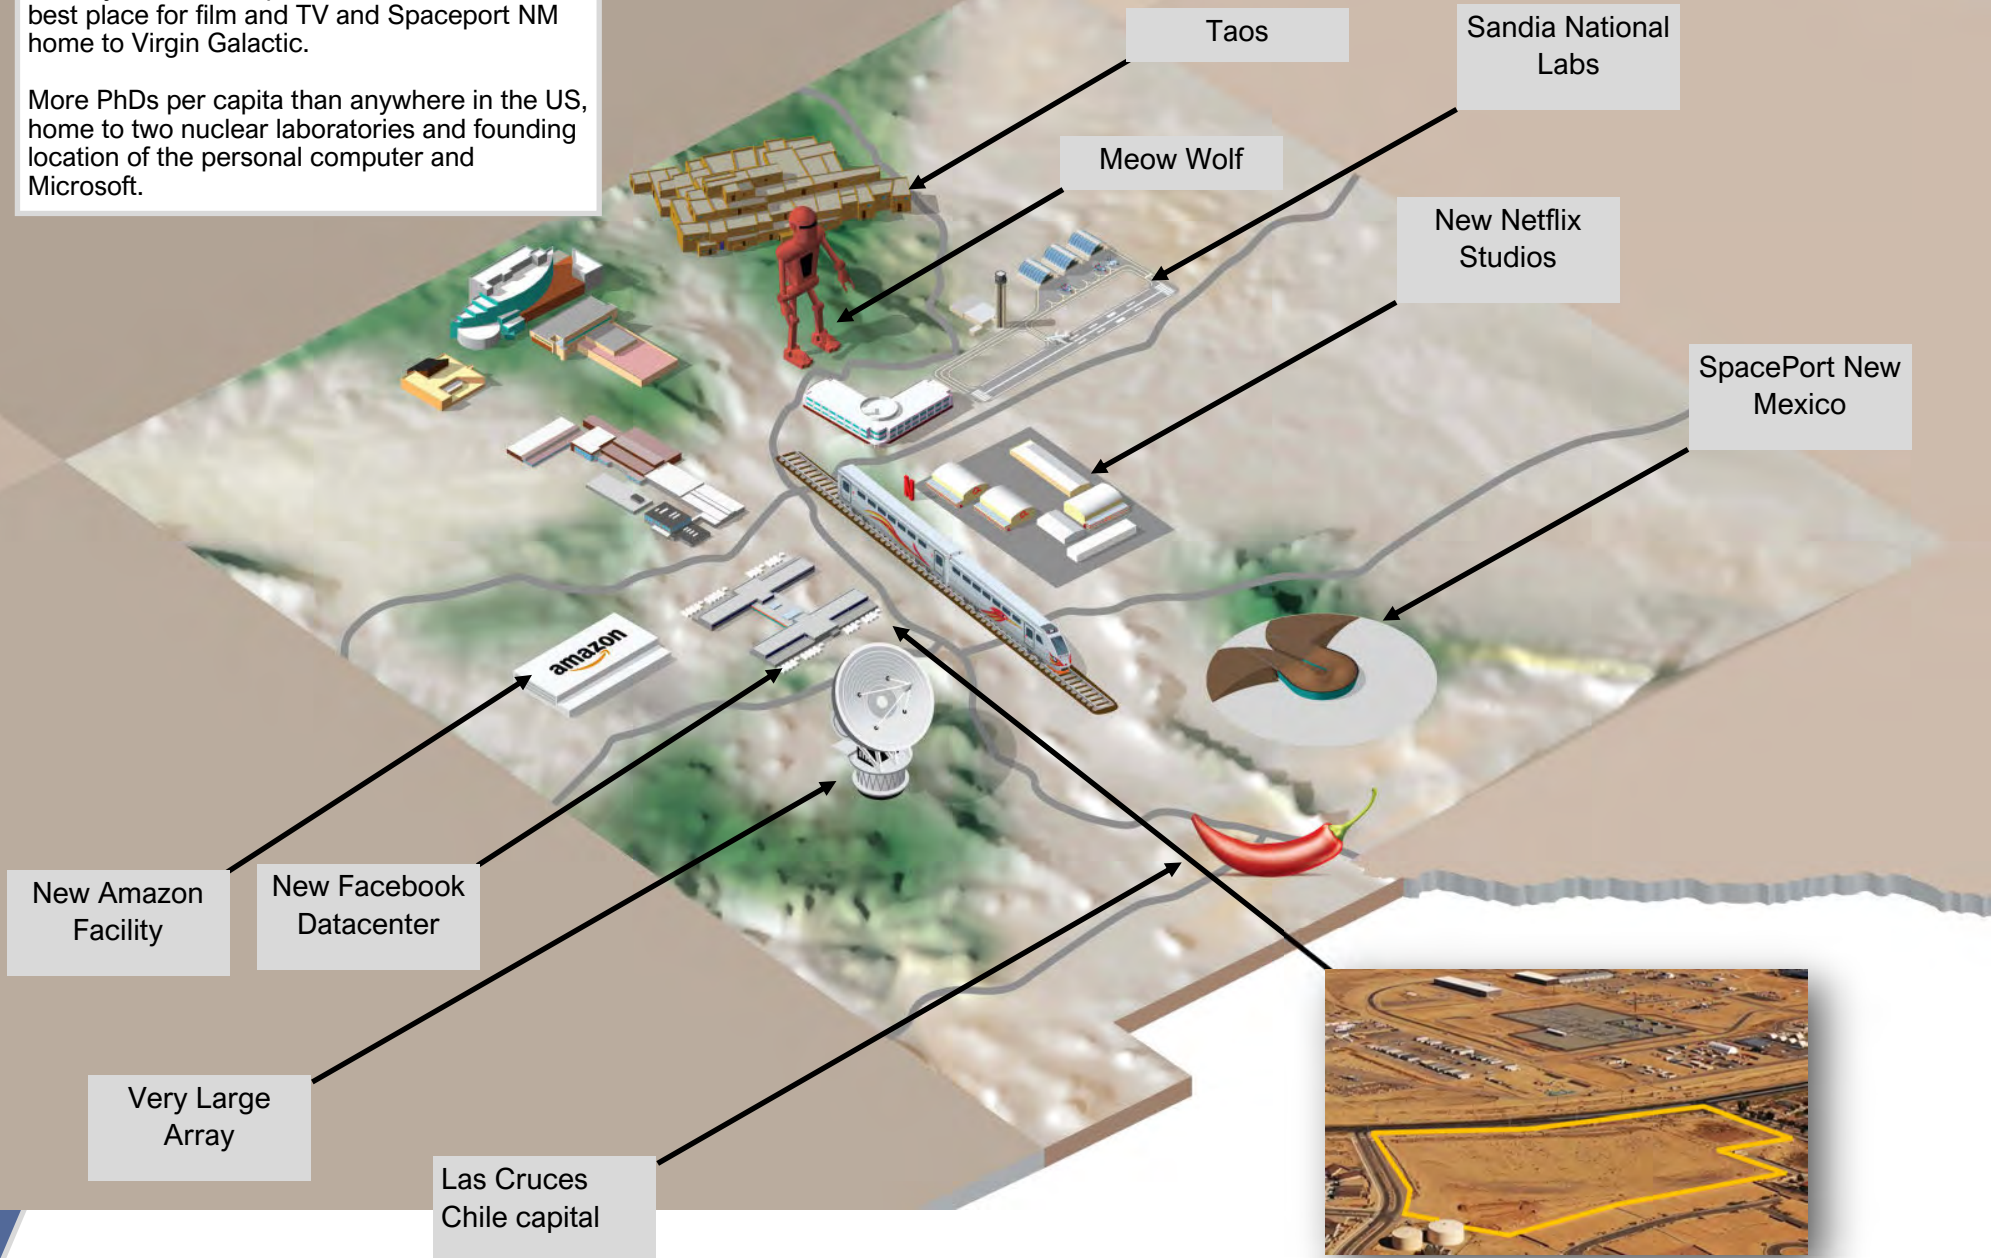 best place for film and TV and Spaceport NM
home to Virgin Galactic.
More PhDs per capita than anywhere in the US,
home to two nuclear laboratories and founding
location of the personal computer and
Microsoft.
Taos
Sandia National
Labs
Meow Wolf
New Netflix
Studios
SpacePort New
Mexico
N
amazon
New Amazon
Facility
New Facebook
Datacenter
Very Large
Array
Las Cruces
Chile capital